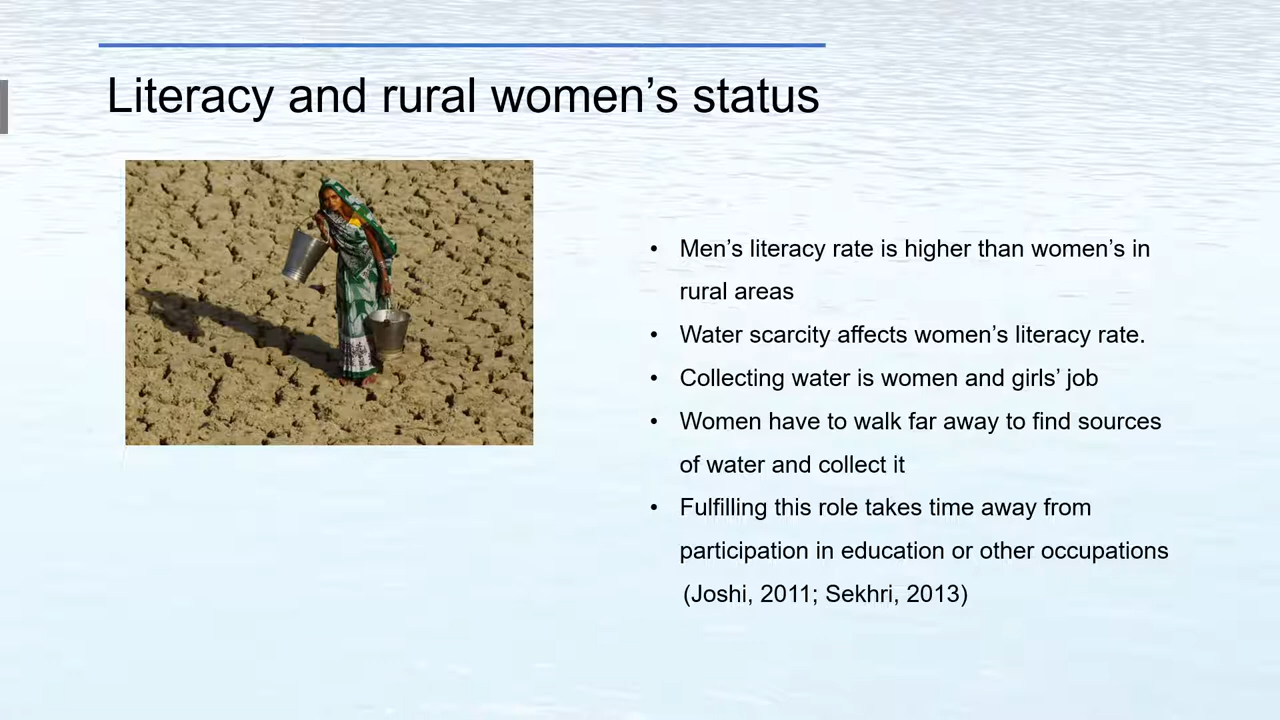 Literacy and rural women’s status
• Men’s literacy rate is higher than women’s in
rural areas
• Water scarcity affects women’s literacy rate.
• Collecting water is women and girls’ job
• Women have to walk far away to find sources
of water and collect it
• Fulfilling this role takes time away from
participation in education or other occupations
(Joshi, 2011; Sekhri, 2013)